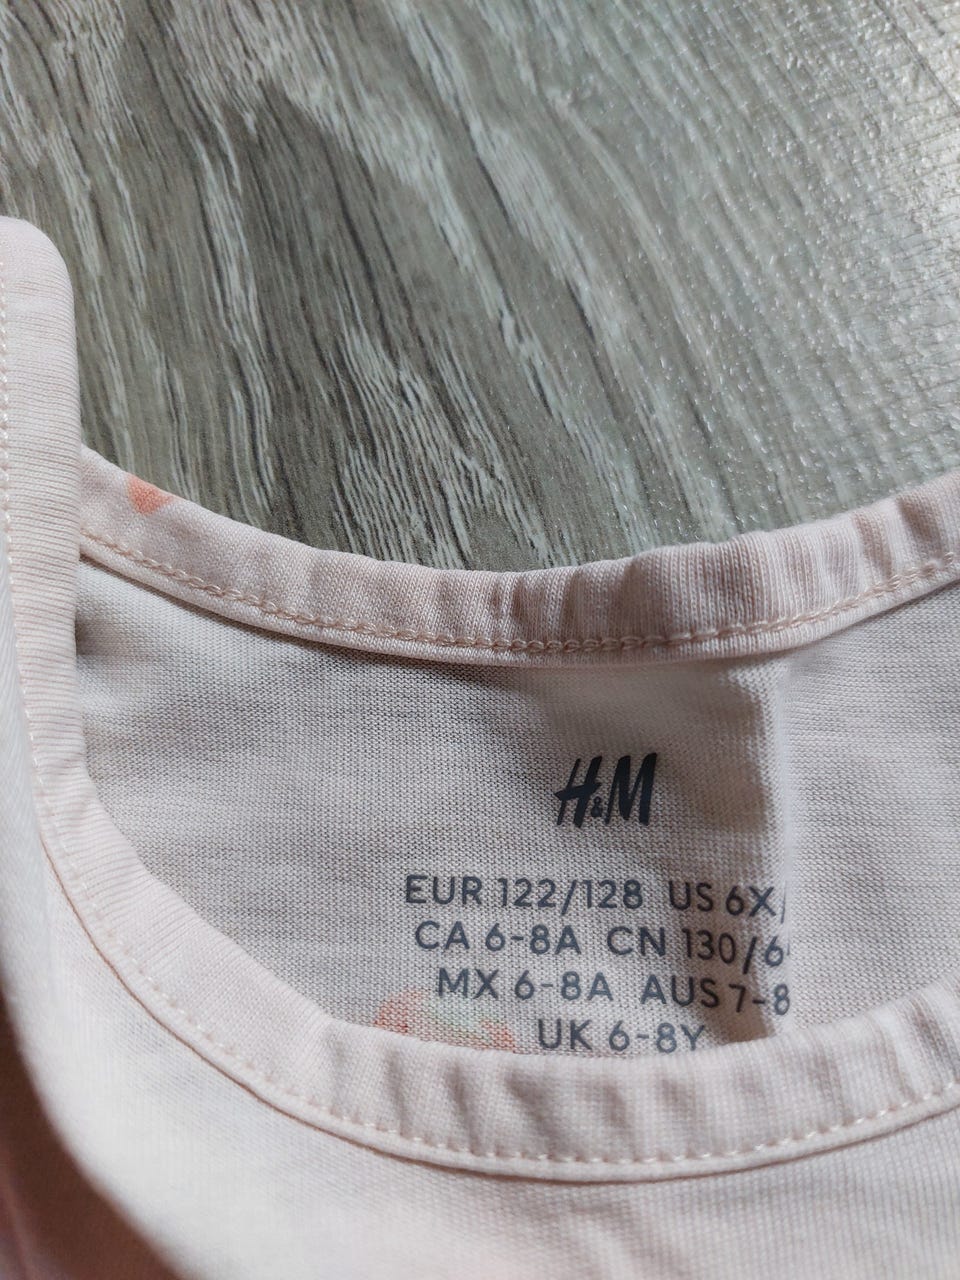 H&M
EUR 122/128 US 6X/
CA 6-8A CN 130/6
MX 6-8A AUS 7-8
UK 6-8Y